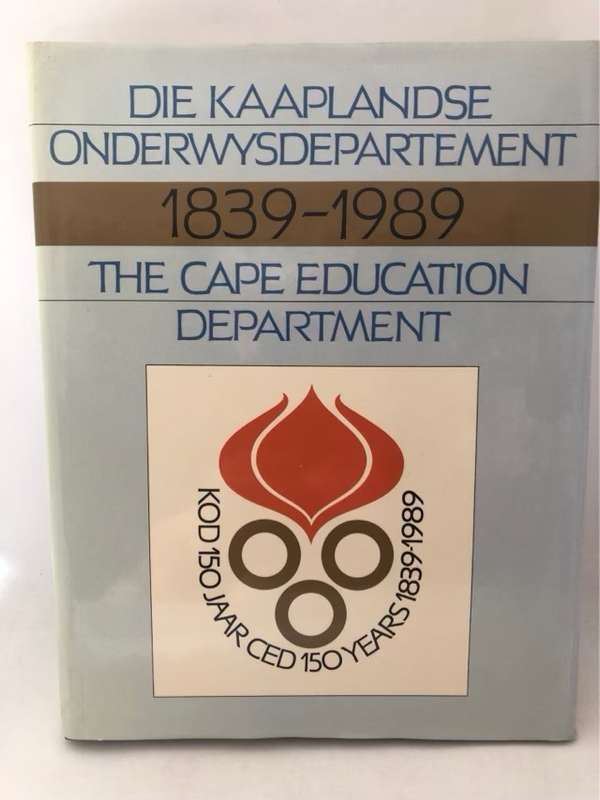 DIE KAAPLANDSE
ONDERWYSDEPARTEMENT
1839-1989
THE CAPE EDUCATION
DEPARTMENT
KOD 150 JAAR CED 150 YEARS 1839-1989